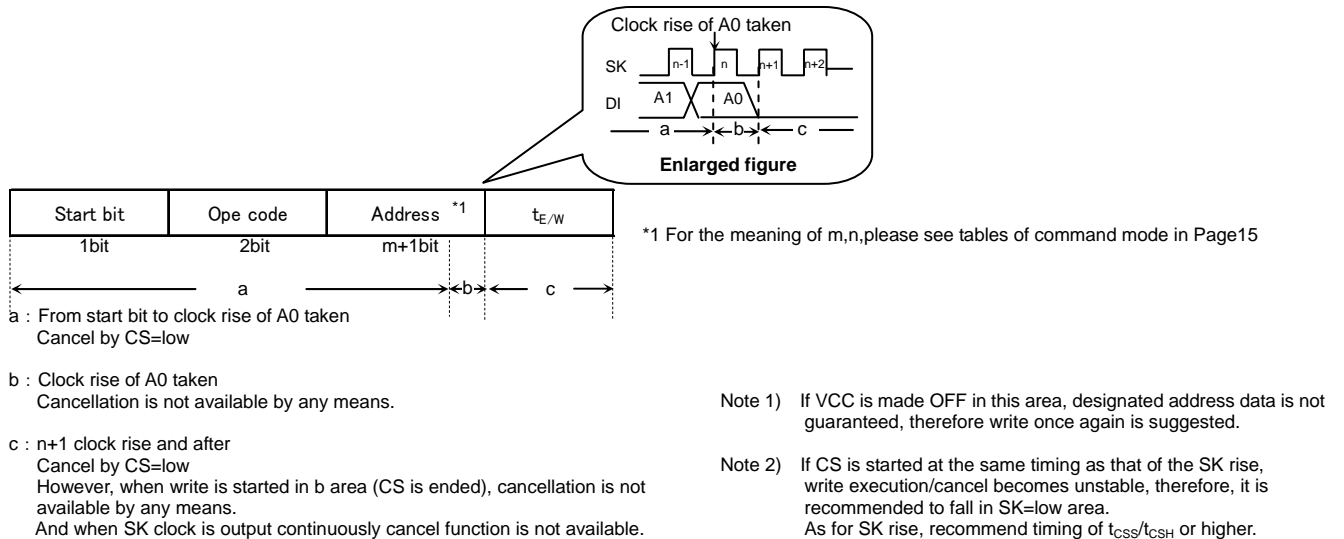 Clock rise of A0 taken
SK n-1 n n+1 n+2
DI A1 A0
a b c
Enlarged figure
Start bit Ope code Address *1 tE/W
1bit 2bit m+1bit
*1 For the meaning of m,n,please see tables of command mode in Page15
a b c
a : From start bit to clock rise of A0 taken
Cancel by CS=low
b : Clock rise of A0 taken
Cancellation is not available by any means.
c : n+1 clock rise and after
Cancel by CS=low
However, when write is started in b area (CS is ended), cancellation is not
available by any means.
And when SK clock is output continuously cancel function is not available.
Note 1) If VCC is made OFF in this area, designated address data is not
guaranteed, therefore write once again is suggested.
Note 2) If CS is started at the same timing as that of the SK rise,
write execution/cancel becomes unstable, therefore, it is
recommended to fall in SK=low area.
As for SK rise, recommend timing of tCSS/tCSH or higher.